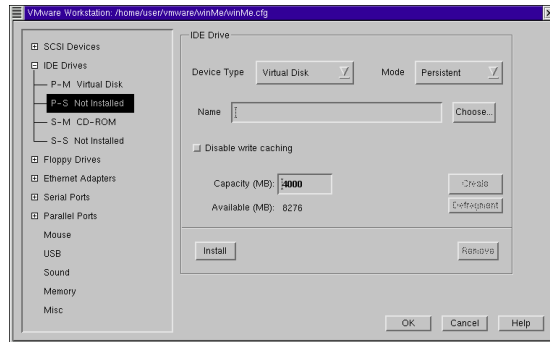 VMware Workstation: /home/user/vmware/winMe/winMe.cfg
SCSI Devices
IDE Drives
P-M Virtual Disk
P-S Not Installed
S-M CD-ROM
S-S Not Installed
Floppy Drives
Ethernet Adapters
Serial Ports
Parallel Ports
Mouse
USB
Sound
Memory
Misc
IDE Drive
Device Type Virtual Disk Mode Persistent
Name Choose...
Disable write caching
Capacity (MB): 4000 Create
Available (MB): 8276 Defragment
Install Remove
OK Cancel Help